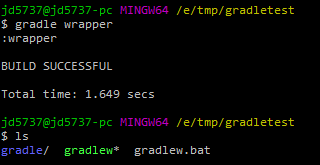 jd5737@jd5737-pc MINGW64 /e/tmp/gradletest
$ gradle wrapper
:wrapper
BUILD SUCCESSFUL
Total time: 1.649 secs
jd5737@jd5737-pc MINGW64 /e/tmp/gradletest
$ ls
gradle/ gradlew* gradlew.bat